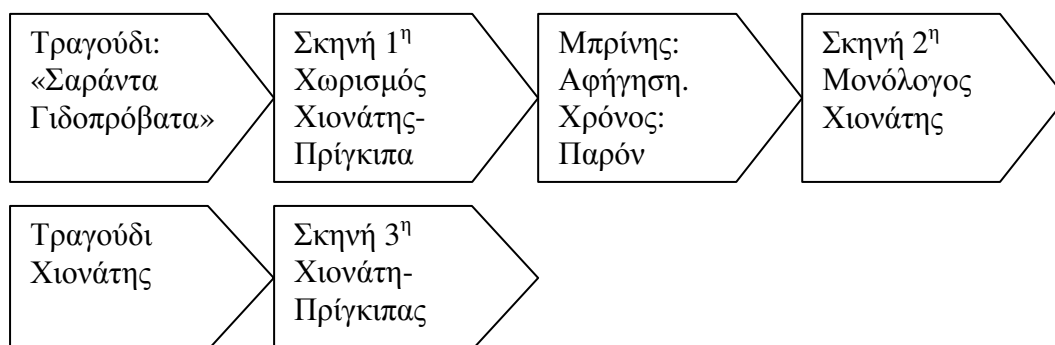 Τραγούδι:
«Σαράντα
Γιδοπρόβατα»
Σκηνή 1η
Χωρισμός
Χιονάτης-
Πρίγκιπα
Μπρίνης:
Αφήγηση.
Χρόνος:
Παρόν
Σκηνή 2η
Μονόλογος
Χιονάτης
Τραγούδι
Χιονάτης
Σκηνή 3η
Χιονάτη-
Πρίγκιπας